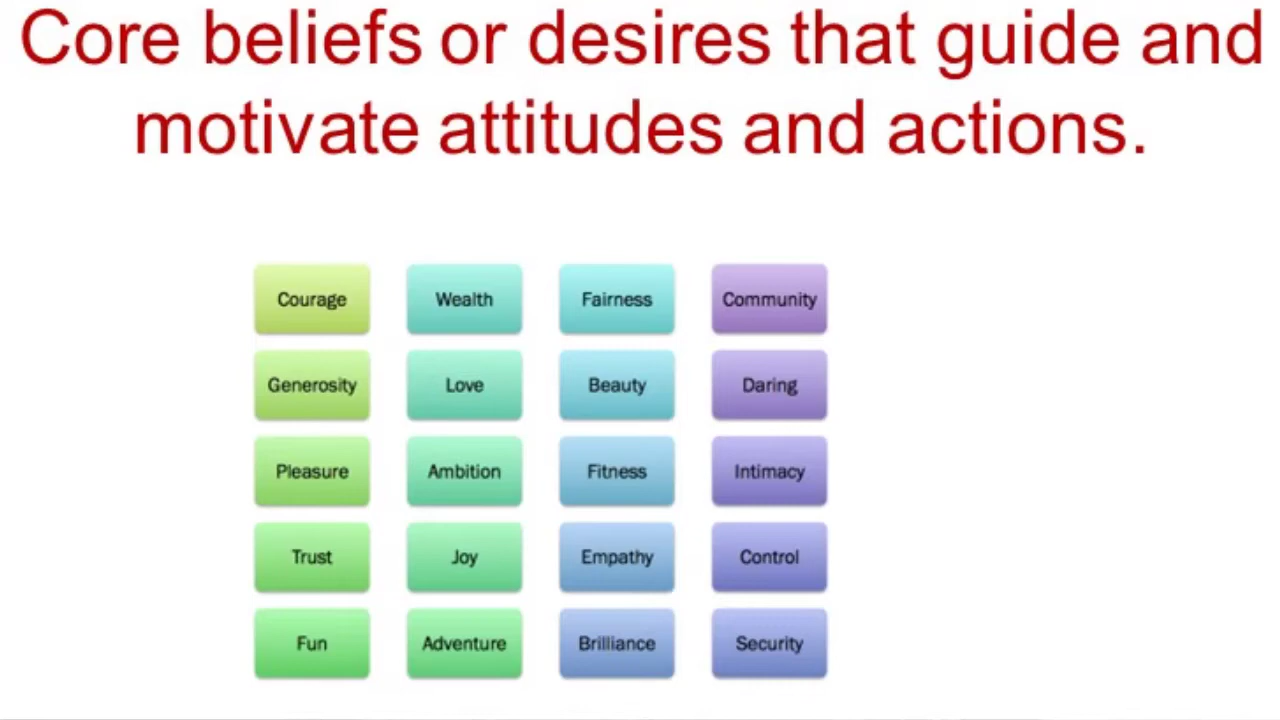 Core beliefs or desires that guide and
motivate attitudes and actions.
Courage Wealth Fairness Community
Generosity Love Beauty Daring
Pleasure Ambition Fitness Intimacy
Trust Joy Empathy Control
Fun Adventure Brilliance Security